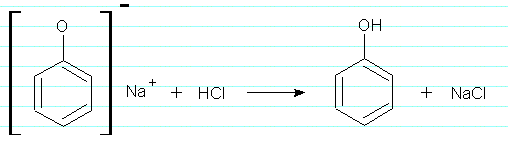 O OH
Na+ + HCl + NaCl